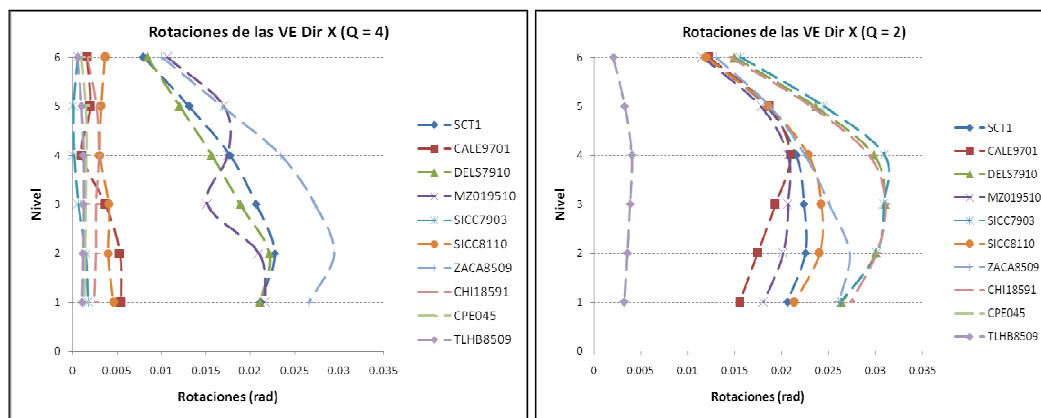 Rotaciones de las VE Dir X (Q = 4)
Nivel
6
5
4
3
2
1
0
0 0.005 0.01 0.015 0.02 0.025 0.03 0.035
Rotaciones (rad)
SCT1
CALE9701
DELS7910
MZ019510
SICC7903
SICC8110
ZACA8509
CHI18591
CPE045
TLHB8509
Rotaciones de las VE Dir X (Q = 2)
Nivel
6
5
4
3
2
1
0
0 0.005 0.01 0.015 0.02 0.025 0.03 0.035
Rotaciones (rad)
SCT1
CALE9701
DELS7910
MZ019510
SICC7903
SICC8110
ZACA8509
CHI18591
CPE045
TLHB8509